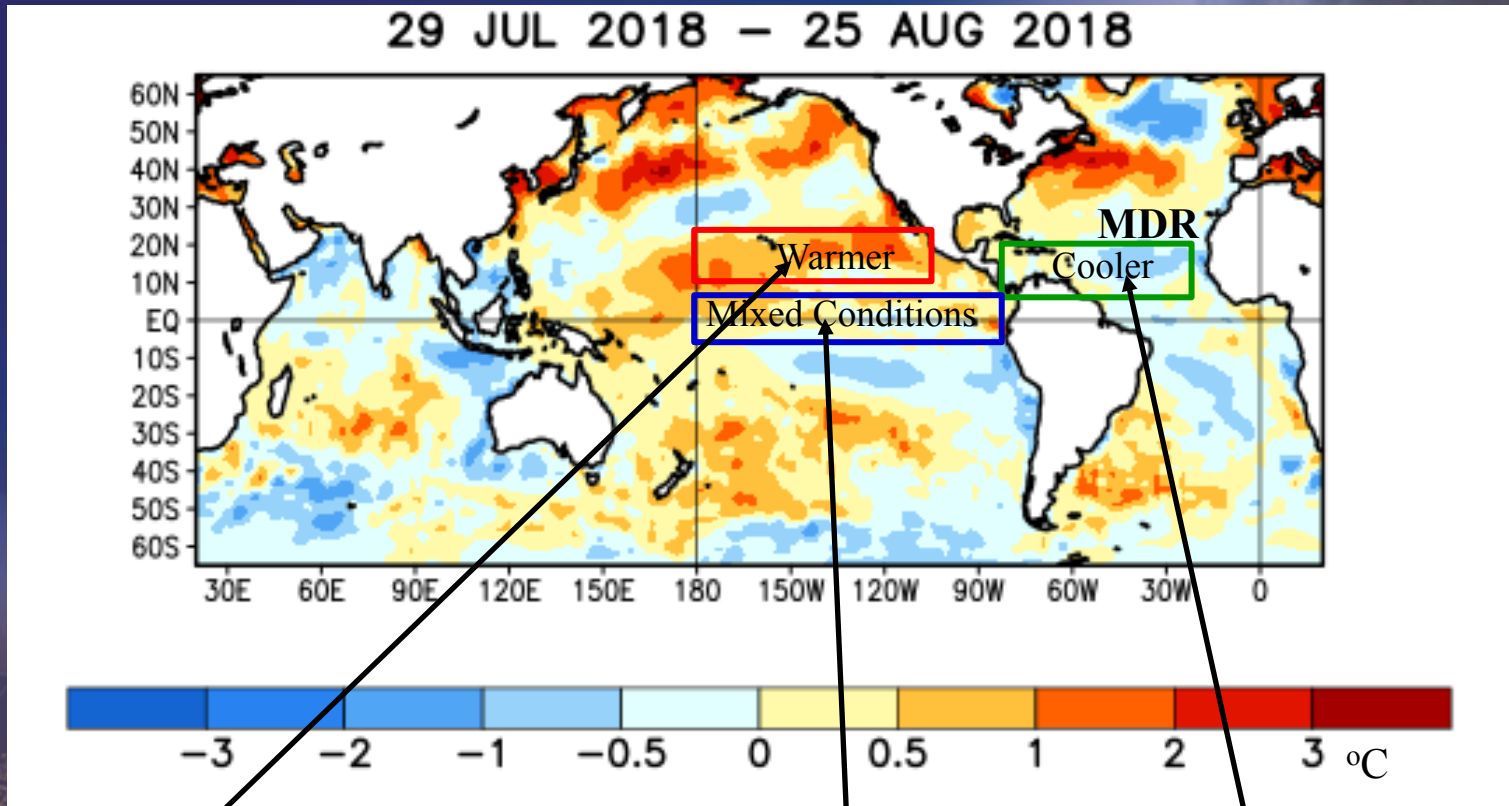 29 JUL 2018 – 25 AUG 2018
60N
50N
40N
30N
20N
10N
EQ
10S
20S
30S
40S
50S
60S
MDR
Warmer
Cooler
Mixed Conditions
30E 60E 90E 120E 150E 180 150W 120W 90W 60W 30W 0
−3 −2 −1 −0.5 0 0.5 1 2 3 °C